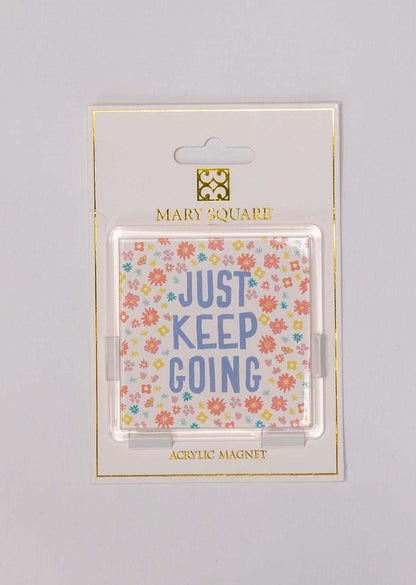 MARY SQUARE®
JUST
KEEP
GOING
ACRYLIC MAGNET